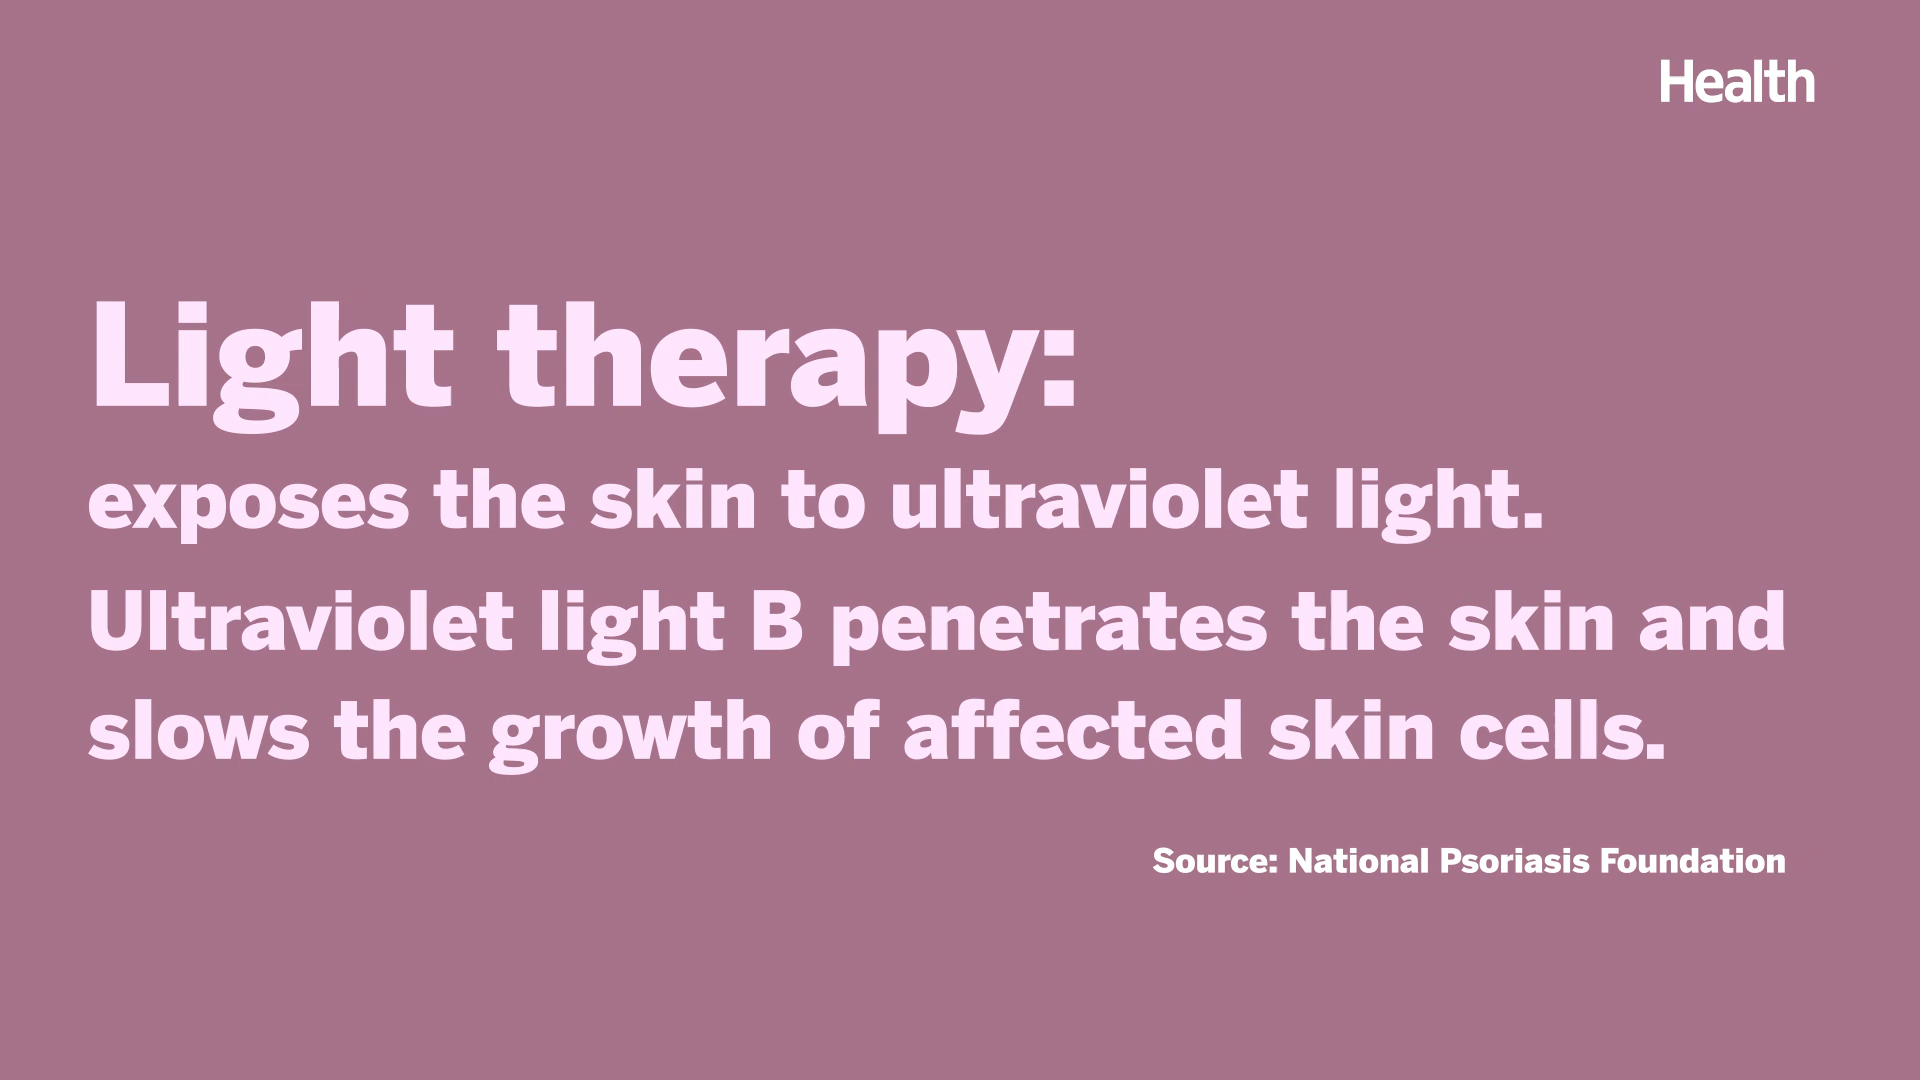 Health
Light therapy:
exposes the skin to ultraviolet light.
Ultraviolet light B penetrates the skin and
slows the growth of affected skin cells.
Source: National Psoriasis Foundation